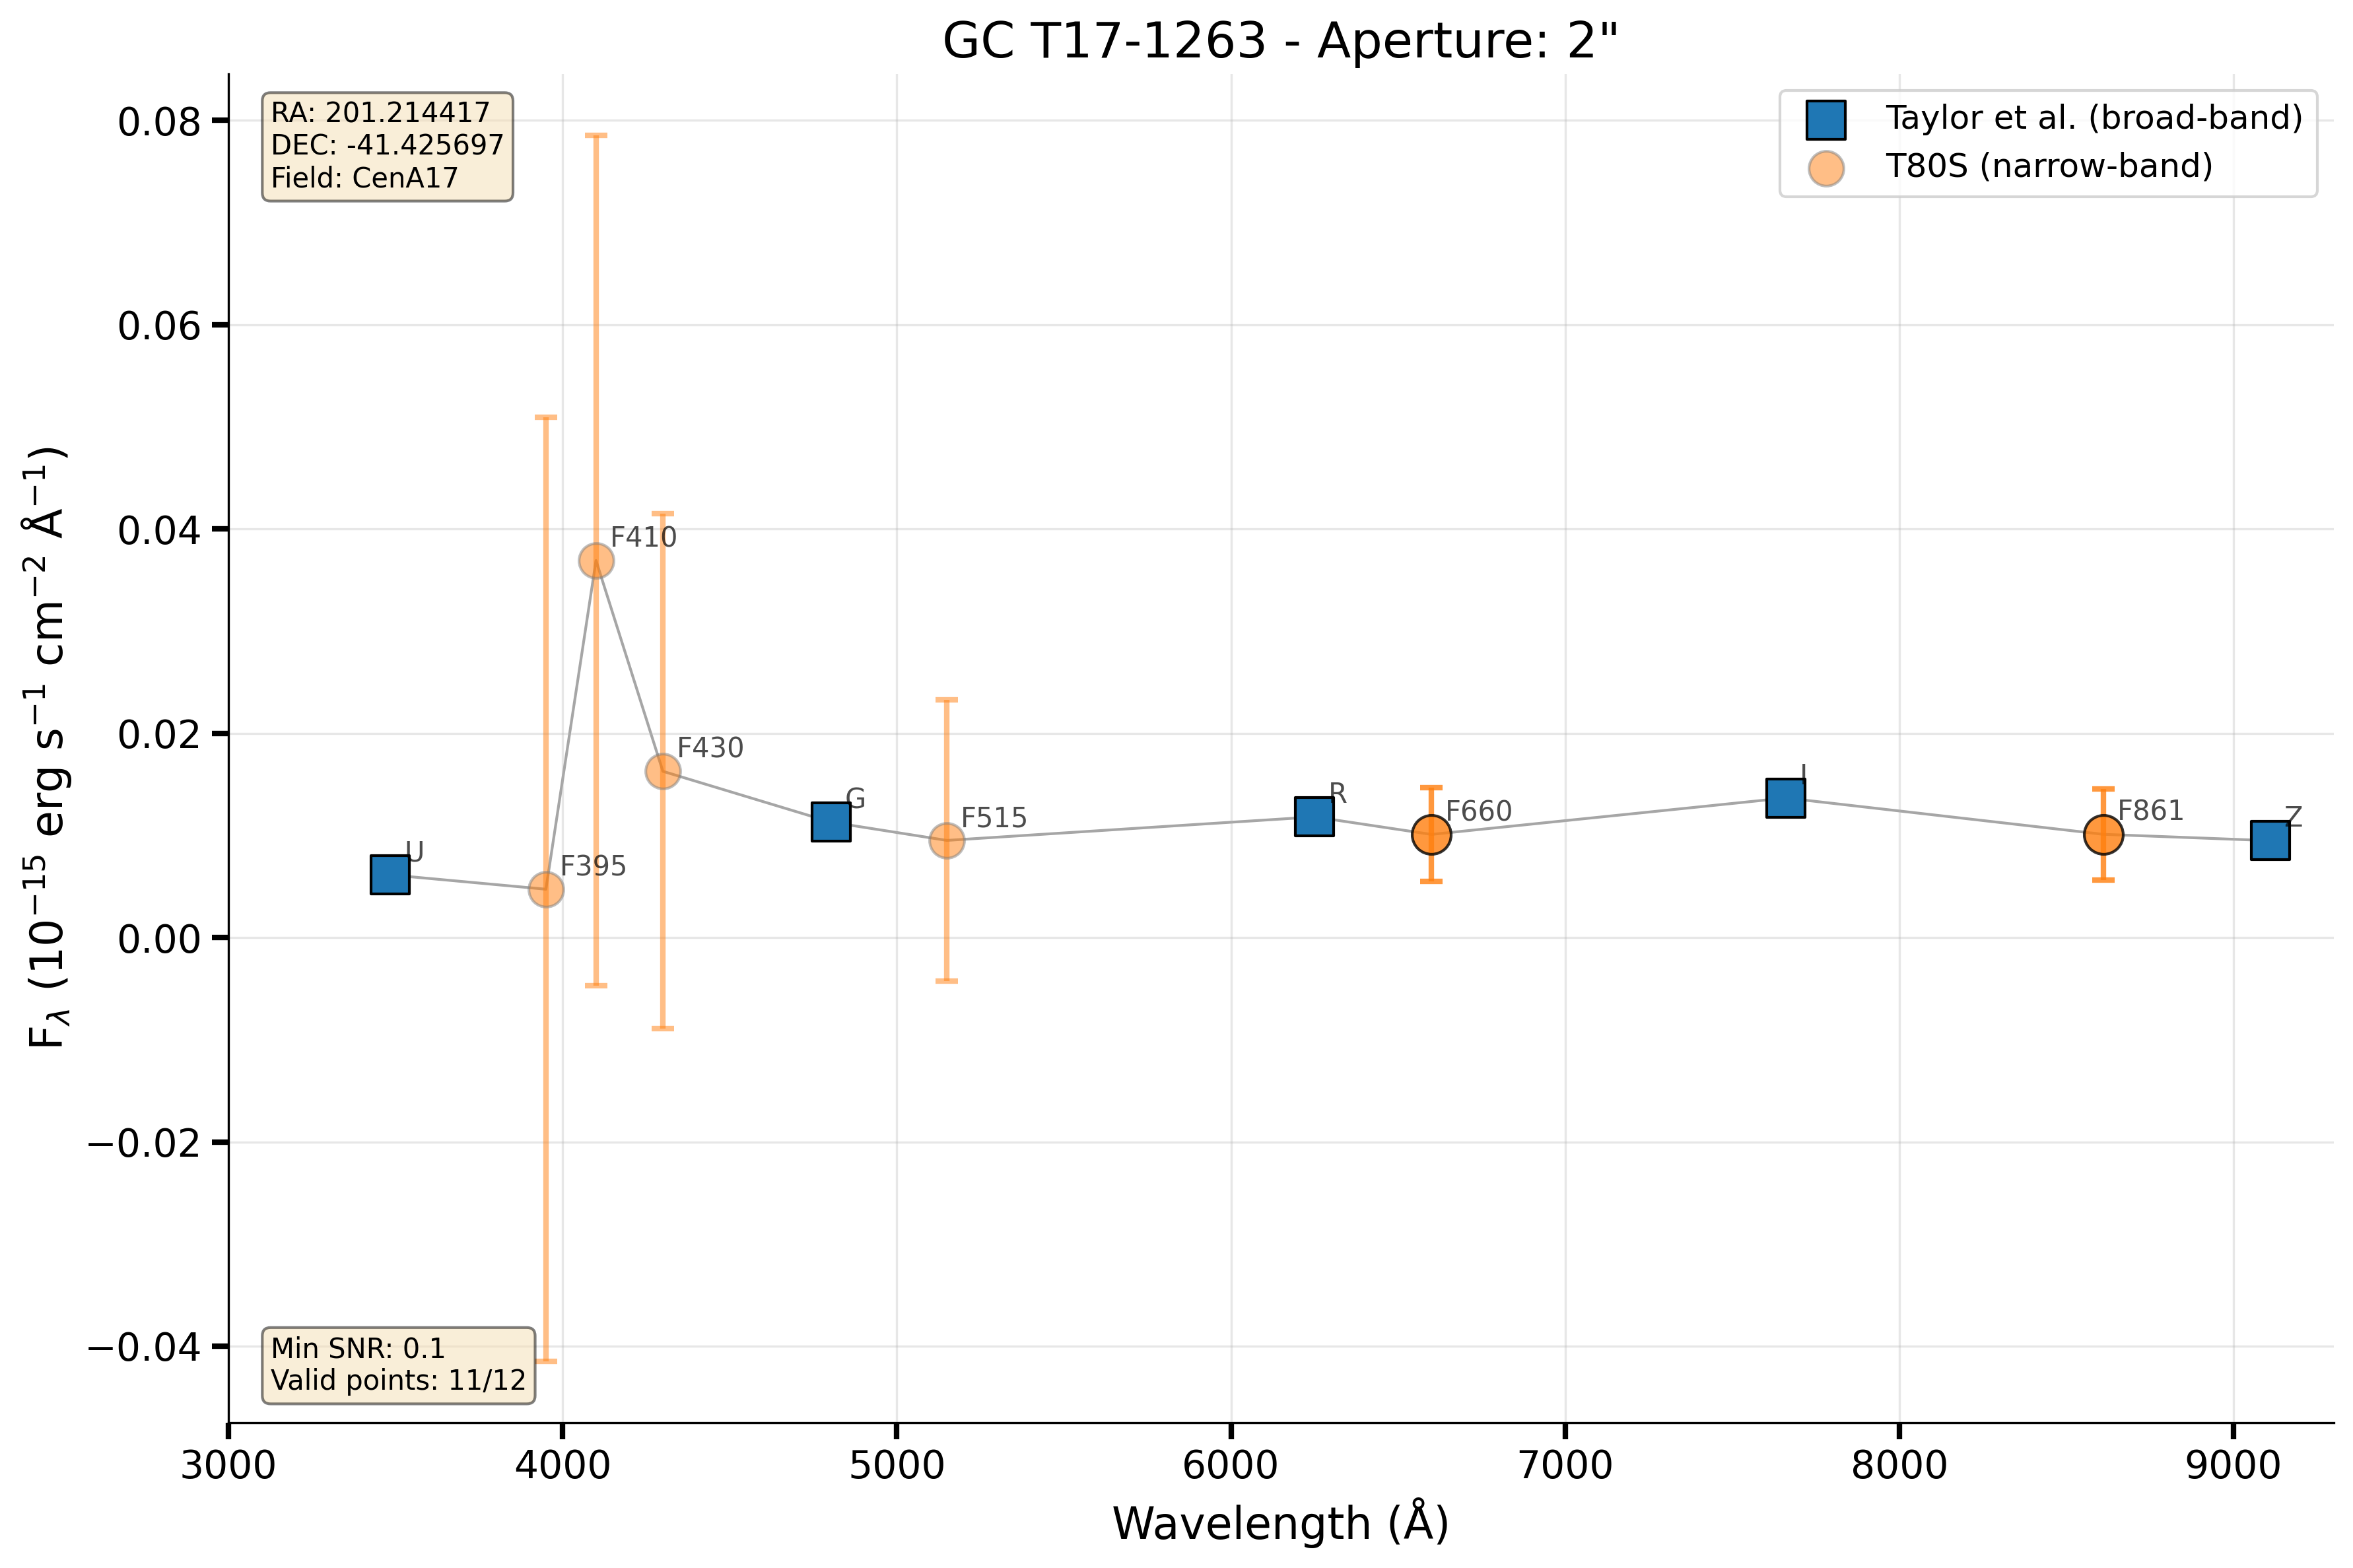 GC T17-1263 - Aperture: 2"
RA: 201.214417
DEC: -41.425697
Field: CenA17
Taylor et al. (broad-band)
T80S (narrow-band)
0.08
0.06
0.04
0.02
0.00
−0.02
−0.04
F_λ (10⁻¹⁵ erg s⁻¹ cm⁻² Å⁻¹)
U
F395
F410
F430
G
F515
R
F660
I
F861
Z
Min SNR: 0.1
Valid points: 11/12
3000 4000 5000 6000 7000 8000 9000
Wavelength (Å)